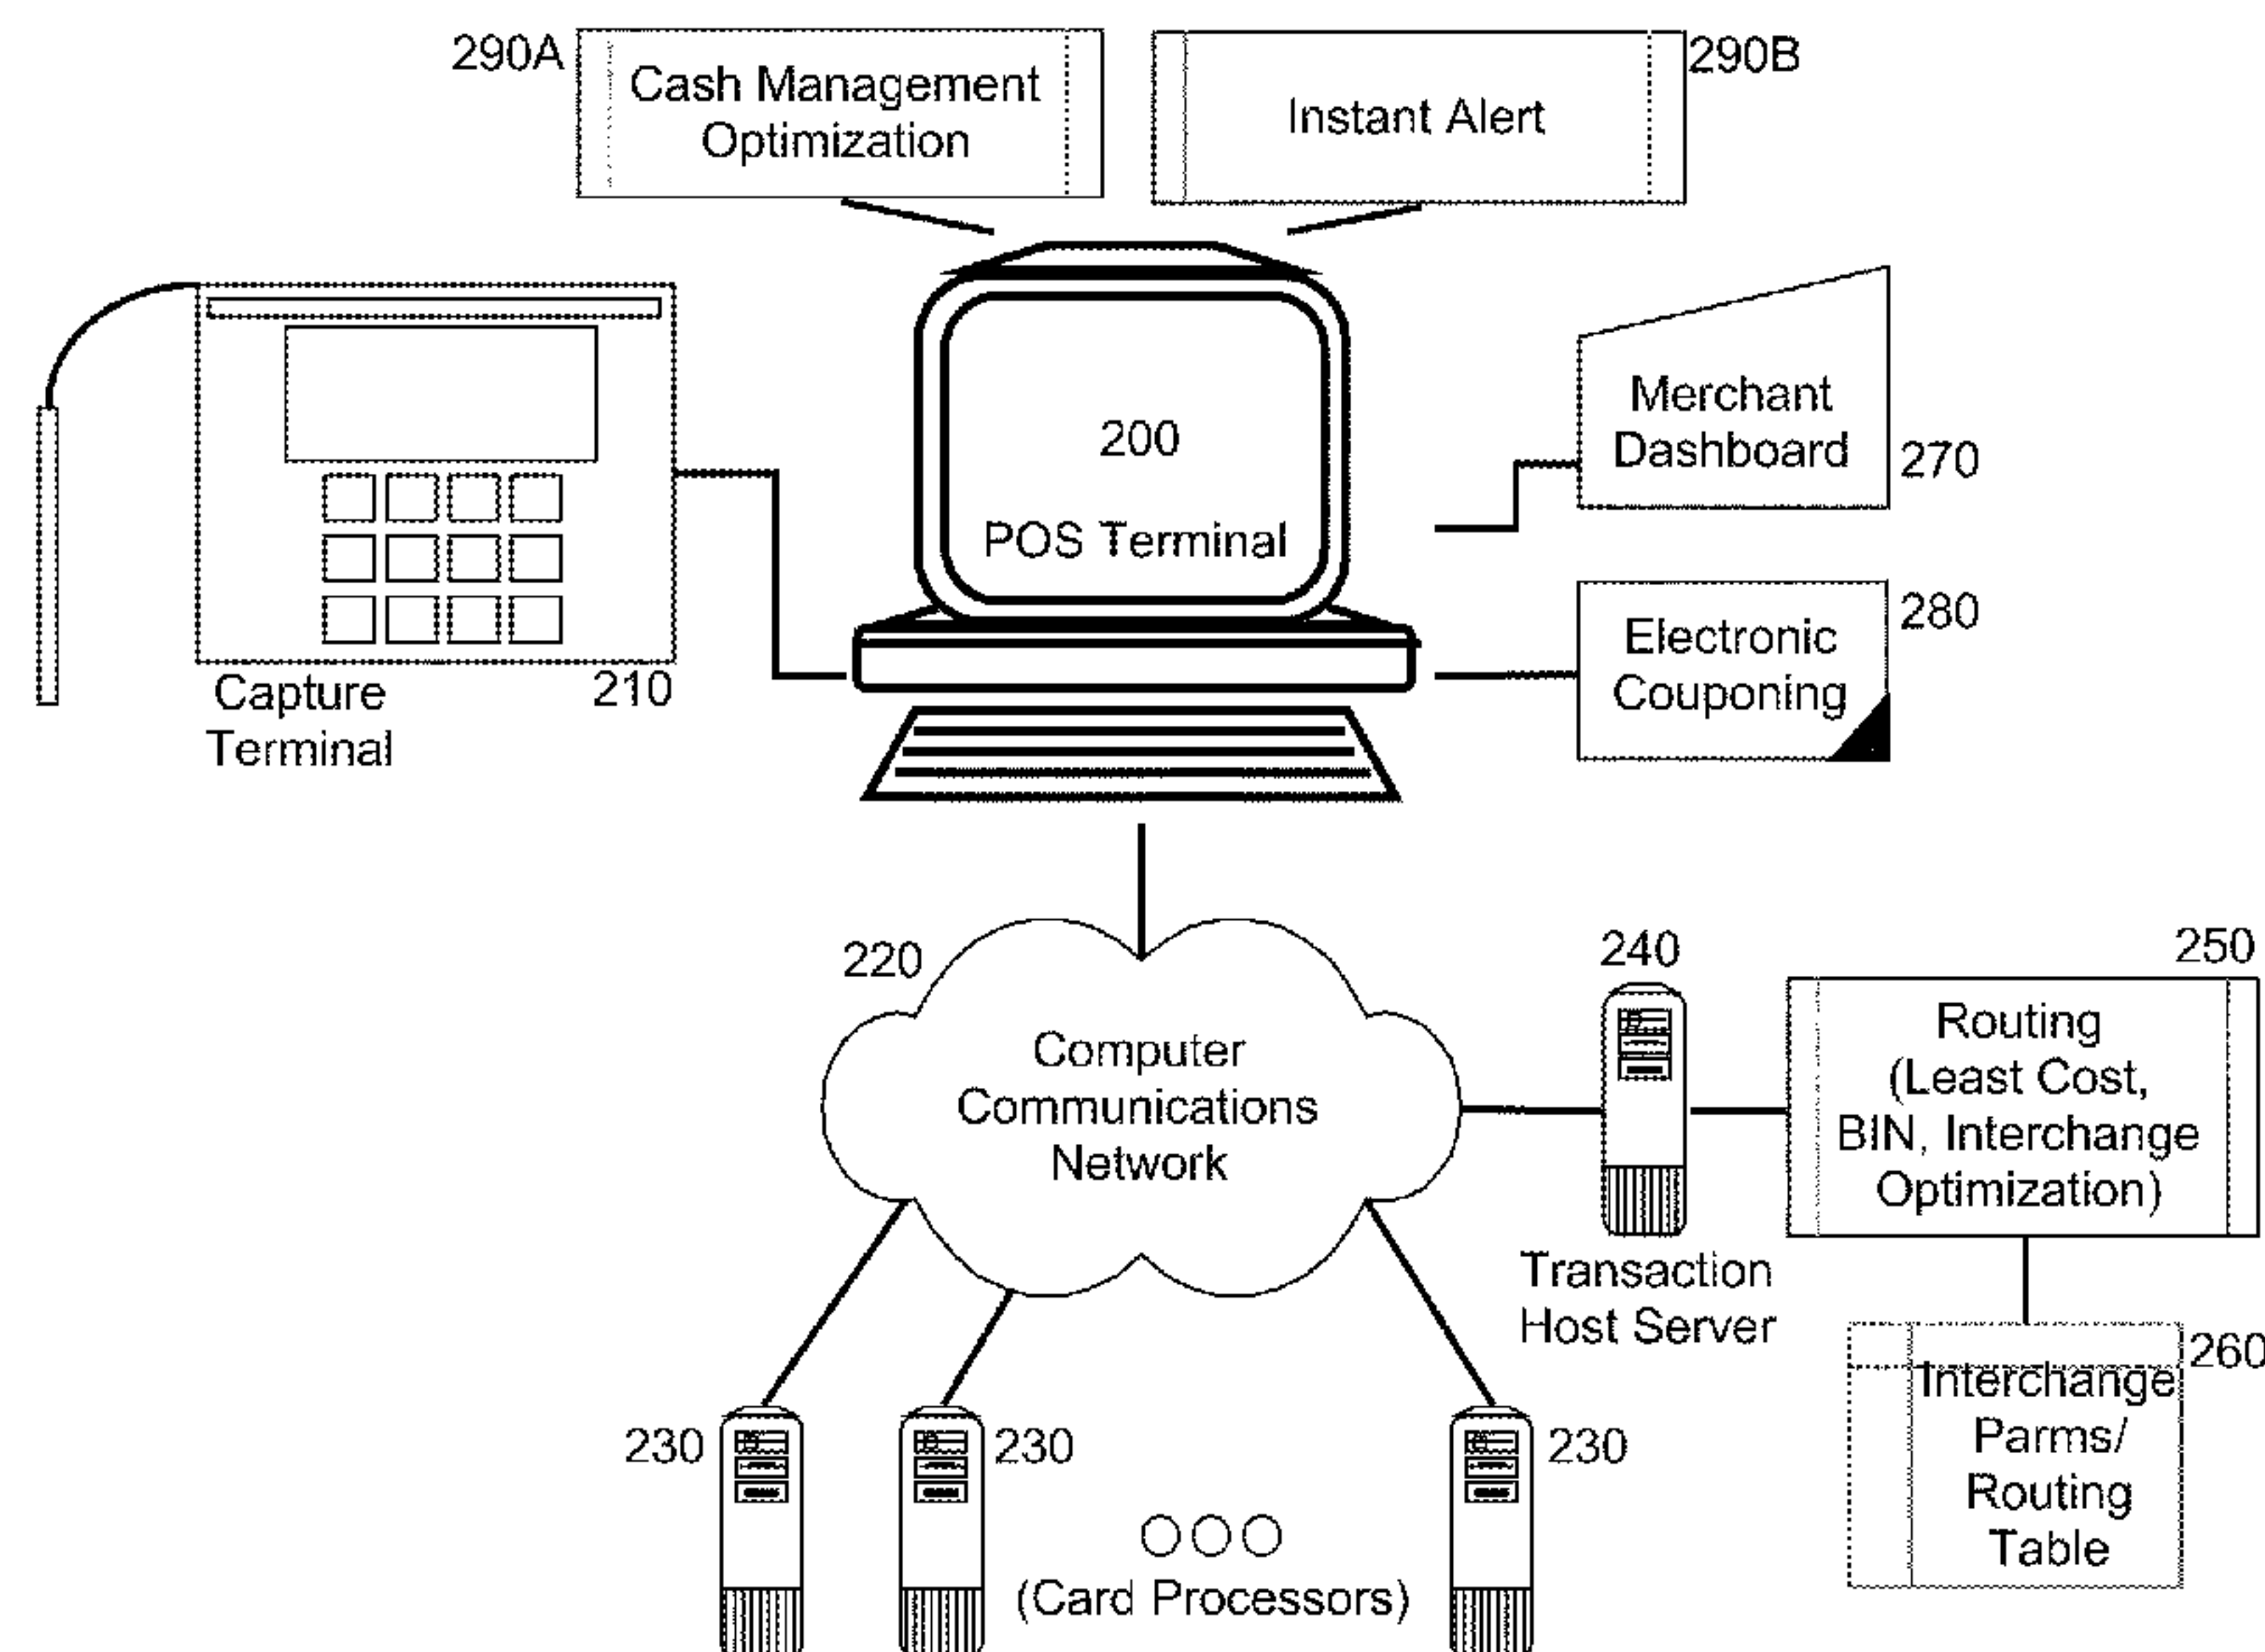 290A
Cash Management
Optimization
290B
Instant Alert
200
POS Terminal
Merchant
Dashboard
270
Electronic
Couponing
280
210
Capture
Terminal
220
Computer
Communications
Network
240
Transaction
Host Server
250
Routing
(Least Cost,
BIN, Interchange
Optimization)
260
Interchange
Parms/
Routing
Table
230
230
230
(Card Processors)